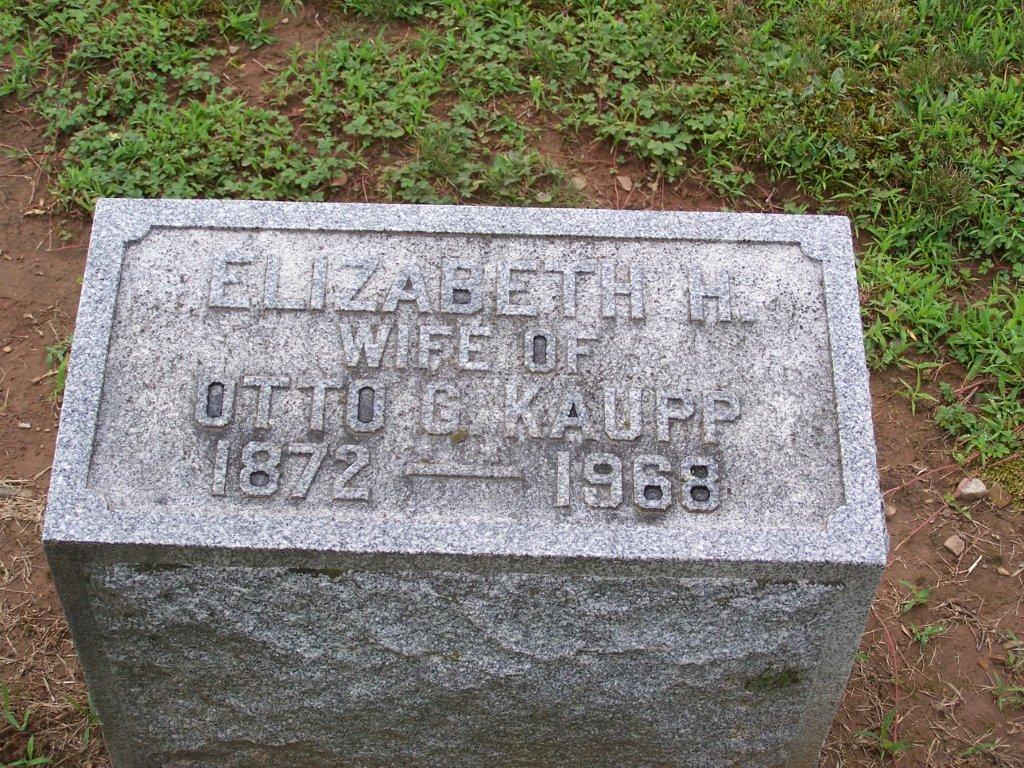 ELIZABETH H.
WIFE OF
OTTO G. KAUPP
1872 — 1968